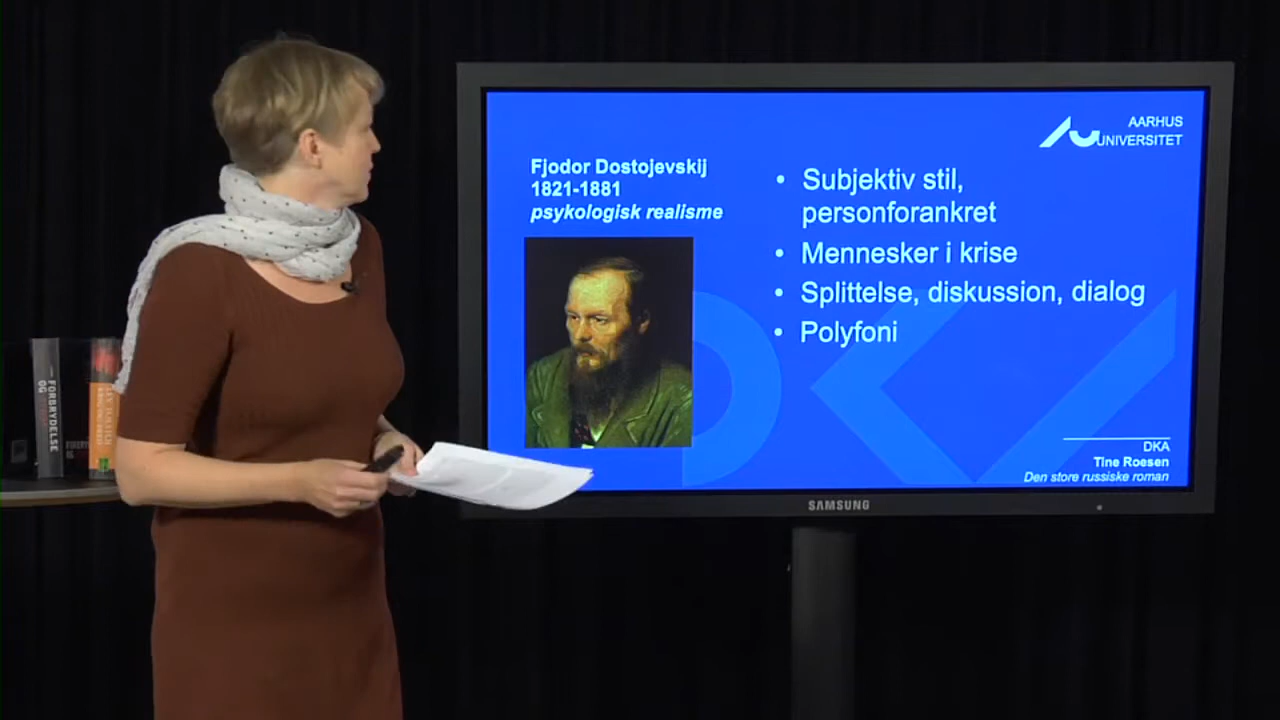 AARHUS
UNIVERSITET
Fjodor Dostojevskij
1821-1881
psykologisk realisme
• Subjektiv stil,
personforankret
• Mennesker i krise
• Splittelse, diskussion, dialog
• Polyfoni
DKA
Tine Roesen
Den store russiske roman
SAMSUNG
FORBRYDELSE
OG